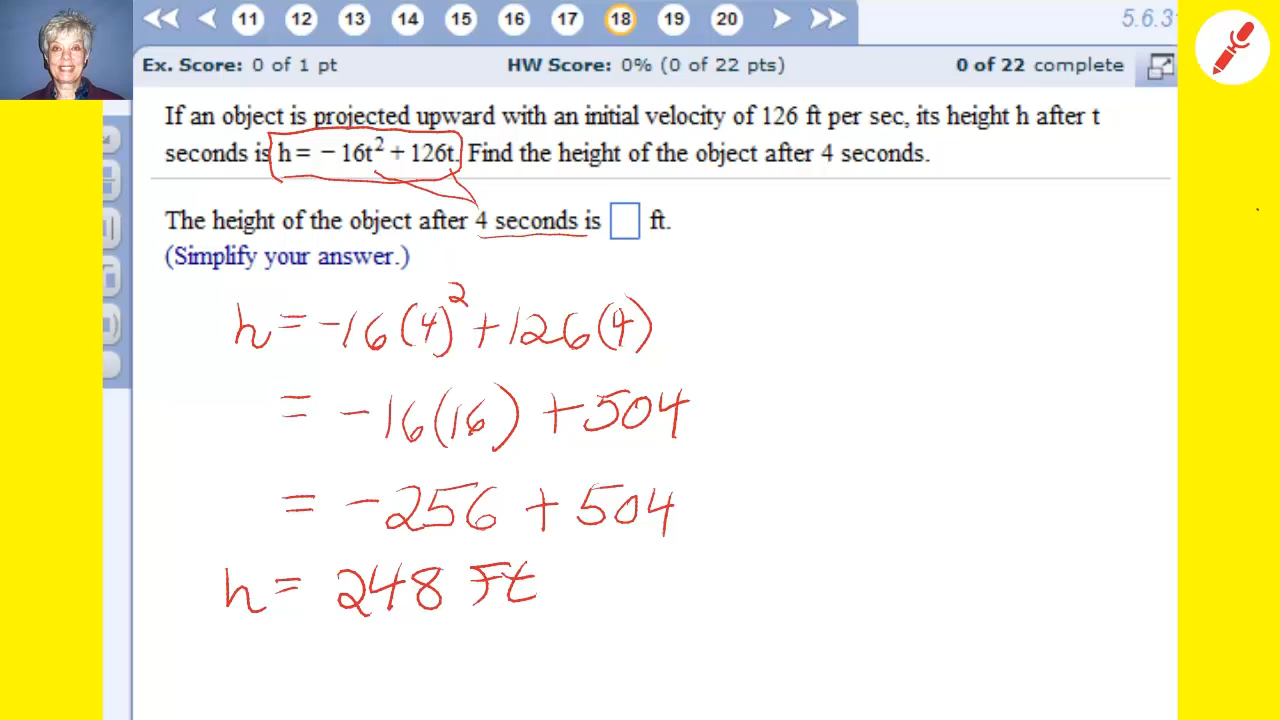 11 12 13 14 15 16 17 18 19 20 5.6.31
Ex. Score: 0 of 1 pt HW Score: 0% (0 of 22 pts) 0 of 22 complete
If an object is projected upward with an initial velocity of 126 ft per sec, its height h after t
seconds is h = − 16t² + 126t. Find the height of the object after 4 seconds.
The height of the object after 4 seconds is ft.
(Simplify your answer.)
h = -16(4)² + 126(4)
= -16(16) + 504
= -256 + 504
h = 248 Ft